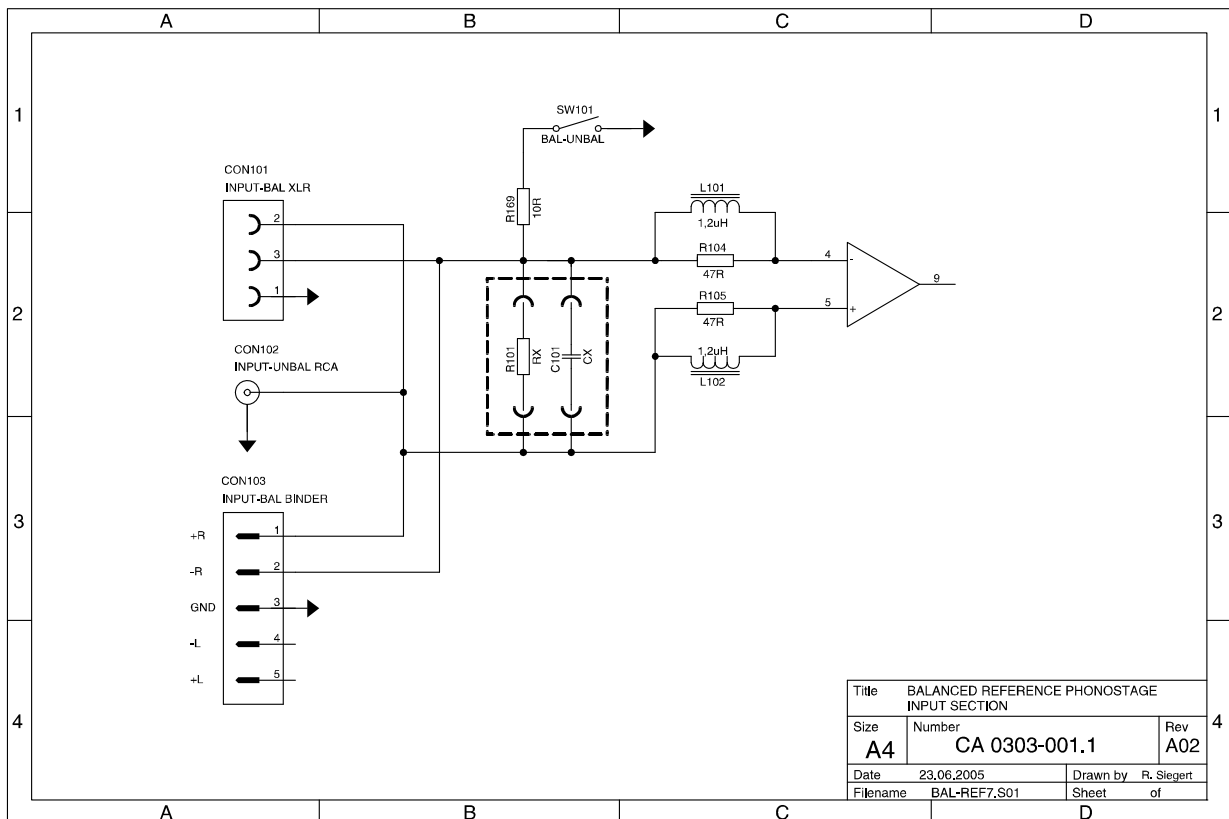 A B C D
1 1
SW101
BAL-UNBAL
CON101
INPUT-BAL XLR
2
3
1
R169 10R
L101
1,2uH
R104
47R
4
-
9
R105
47R
5
+
1,2uH
L102
2 2
CON102
INPUT-UNBAL RCA
R101 RX
C101 CX
CON103
INPUT-BAL BINDER
3 3
+R 1
-R 2
GND 3
-L 4
+L 5
4 4
Title BALANCED REFERENCE PHONOSTAGE
INPUT SECTION
Size Number Rev
A4 CA 0303-001.1 A02
Date 23.06.2005 Drawn by R. Siegert
Filename BAL-REF7.S01 Sheet of
A B C D